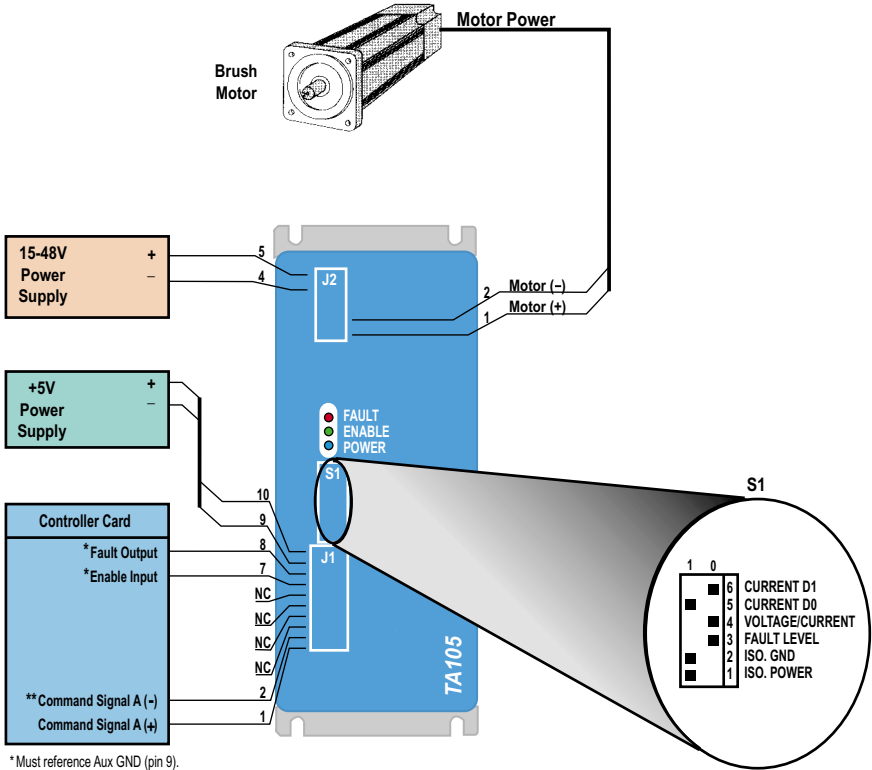 Motor Power
Brush
Motor
15-48V
Power
Supply
+
–
5
4
J2
2
Motor (–)
1
Motor (+)
+5V
Power
Supply
+
–
FAULT
ENABLE
POWER
S1
S1
10
9
Controller Card
*Fault Output
8
*Enable Input
7
J1
NC
NC
NC
NC
**Command Signal A (-)
2
Command Signal A (+)
1
TA105
1 0
6 CURRENT D1
5 CURRENT D0
4 VOLTAGE/CURRENT
3 FAULT LEVEL
2 ISO. GND
1 ISO. POWER
*Must reference Aux GND (pin 9).